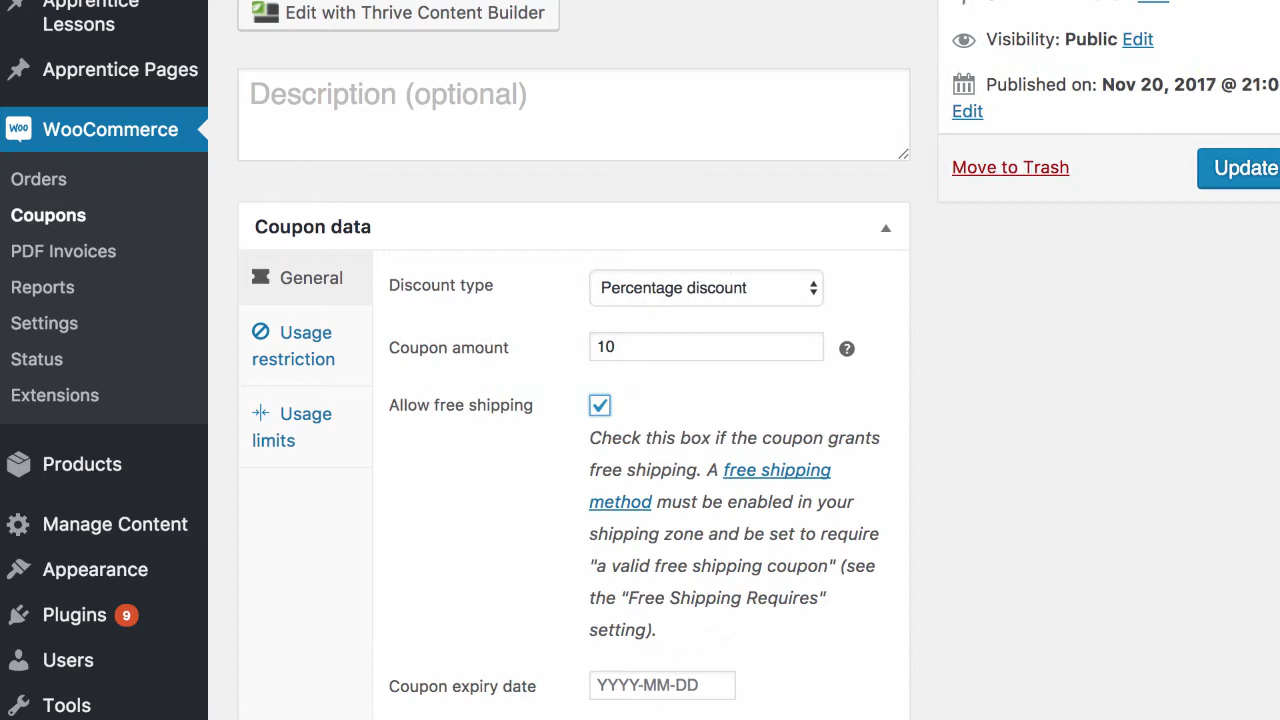 Apprentice
Lessons
Apprentice Pages
WOO
WooCommerce
Orders
Coupons
PDF Invoices
Reports
Settings
Status
Extensions
Products
Manage Content
Appearance
Plugins 9
Users
Tools
Edit with Thrive Content Builder
Description (optional)
Coupon data
General
Usage
restriction
Usage
limits
Discount type
Percentage discount
Coupon amount
10
?
Allow free shipping
Check this box if the coupon grants
free shipping. A free shipping
method must be enabled in your
shipping zone and be set to require
"a valid free shipping coupon" (see
the "Free Shipping Requires"
setting).
Coupon expiry date
YYYY-MM-DD
Visibility: Public Edit
Published on: Nov 20, 2017 @ 21:0
Edit
Move to Trash
Update